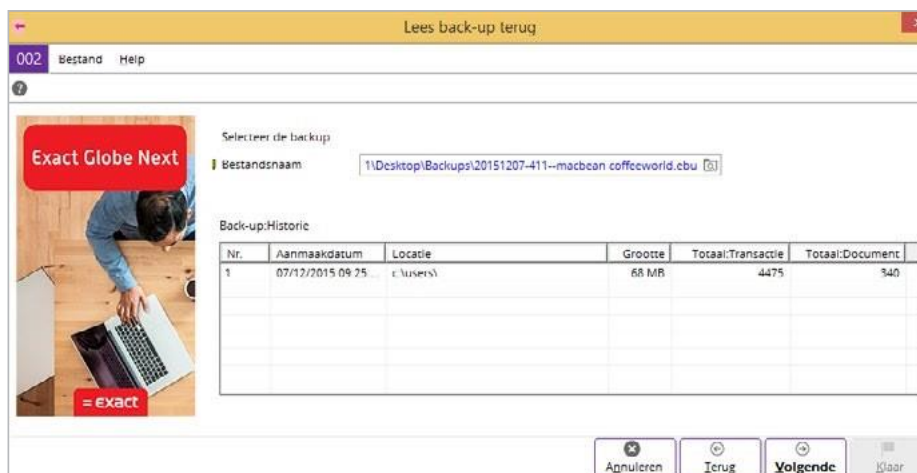 Lees back-up terug
002 Bestand Help
Exact Globe Next
Selecteer de backup
Bestandsnaam 1\Desktop\Backups\20151207-411--macbean coffeeworld.ebu
Back-up:Historie
Nr. Aanmaakdatum Locatie Grootte Totaal:Transactie Totaal:Document
1 07/12/2015 09:25 ... c:\users\ 68 MB 4475 340
= exact
Annuleren Terug Volgende Klaar